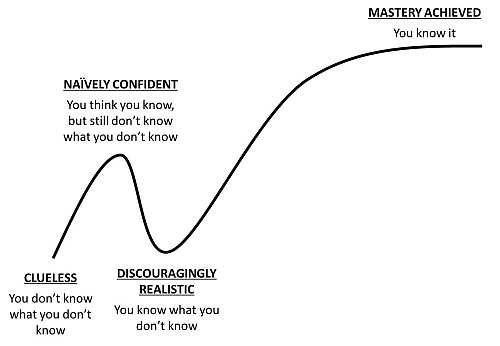 MASTERY ACHIEVED
You know it
NAÏVELY CONFIDENT
You think you know,
but still don’t know
what you don’t know
CLUELESS
You don’t know
what you don’t
know
DISCOURAGINGLY
REALISTIC
You know what you
don’t know